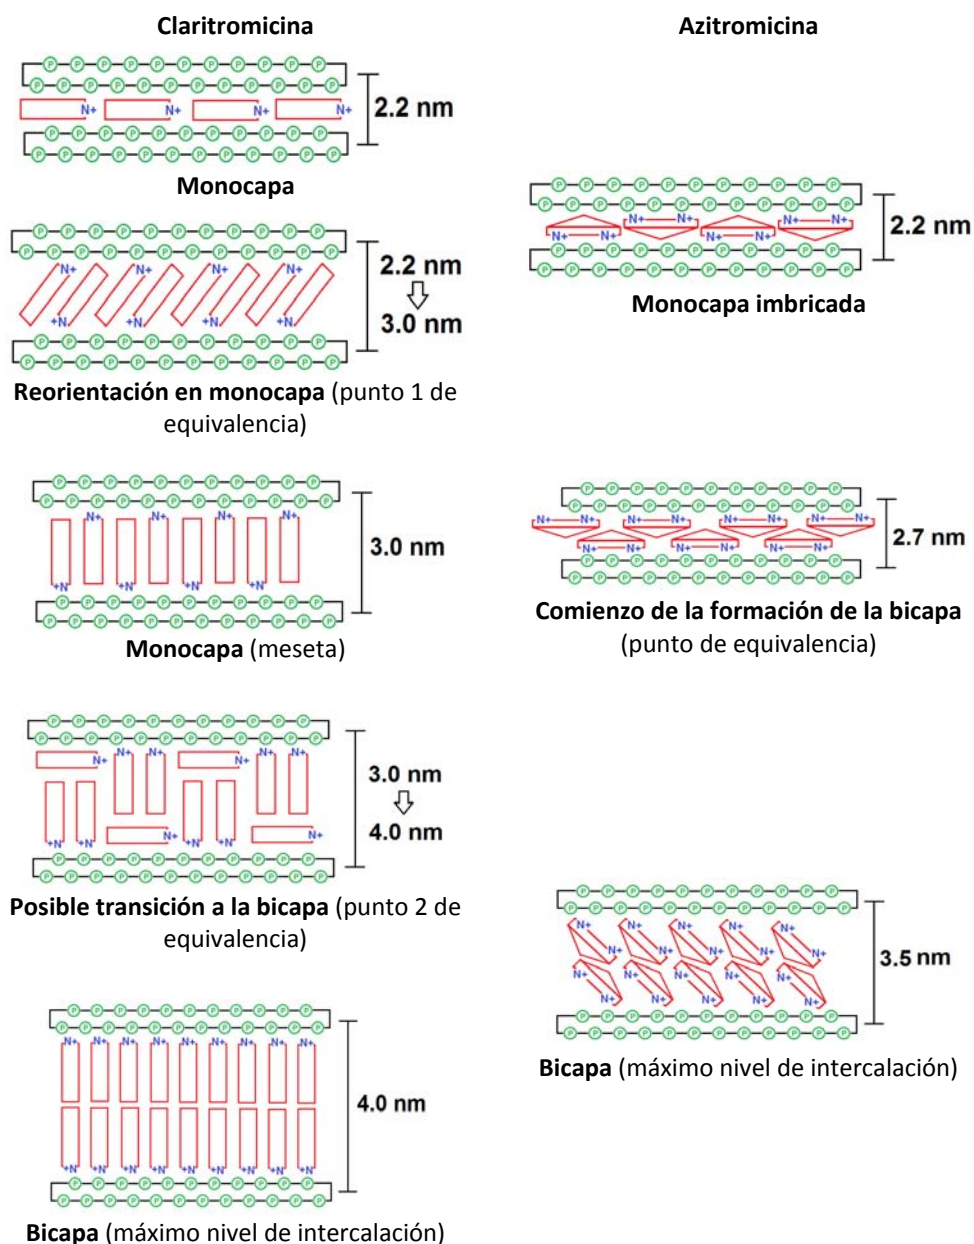 Claritromicina
N+ N+ N+ N+
2.2 nm
Monocapa
N+ N+ N+ N+
2.2 nm
3.0 nm
+N +N +N +N
Reorientación en monocapa (punto 1 de
equivalencia)
N+ N+ N+ N+
3.0 nm
+N +N +N +N
Monocapa (meseta)
N+ N+ N+ N+
N+ N+
3.0 nm
4.0 nm
N+ N+
+N +N +N +N
Posible transición a la bicapa (punto 2 de
equivalencia)
N+ N+ N+ N+ N+ N+ N+ N+ N+
4.0 nm
+N +N +N +N +N +N +N +N +N
Bicapa (máximo nivel de intercalación)
Azitromicina
N+ N+ N+ N+
N+ N+ N+ N+
2.2 nm
Monocapa imbricada
N+ N+ N+ N+ N+ N+ N+ N+
2.7 nm
N+ N+ N+ N+ N+ N+
Comienzo de la formación de la bicapa
(punto de equivalencia)
N+ N+ N+ N+ N+
N+ N+ N+ N+ N+
3.5 nm
N+ N+ N+ N+ N+
N+ N+ N+ N+ N+
Bicapa (máximo nivel de intercalación)